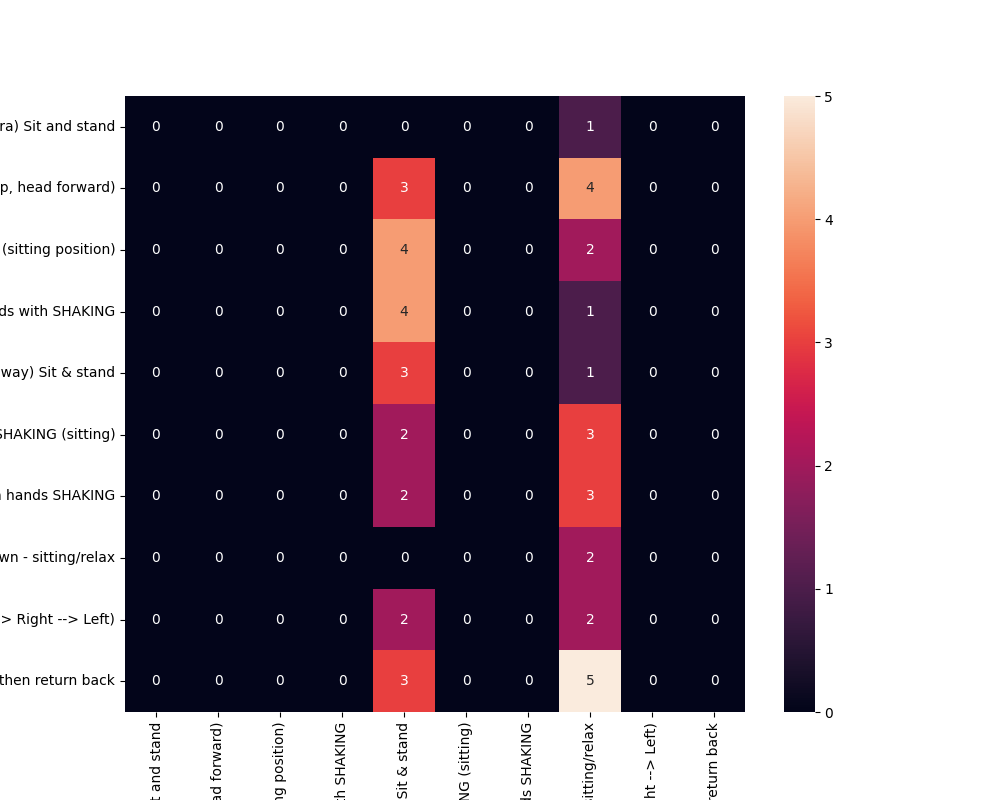 ra) Sit and stand 0 0 0 0 0 0 0 1 0 0
p, head forward) 0 0 0 0 3 0 0 4 0 0
(sitting position) 0 0 0 0 4 0 0 2 0 0
ds with SHAKING 0 0 0 0 4 0 0 1 0 0
way) Sit & stand 0 0 0 0 3 0 0 1 0 0
SHAKING (sitting) 0 0 0 0 2 0 0 3 0 0
hands SHAKING 0 0 0 0 2 0 0 3 0 0
wn - sitting/relax 0 0 0 0 0 0 0 2 0 0
> Right --> Left) 0 0 0 0 2 0 0 2 0 0
then return back 0 0 0 0 3 0 0 5 0 0
t and stand
ad forward)
ng position)
th SHAKING
Sit & stand
NG (sitting)
ds SHAKING
sitting/relax
ht --> Left)
return back
5
4
3
2
1
0